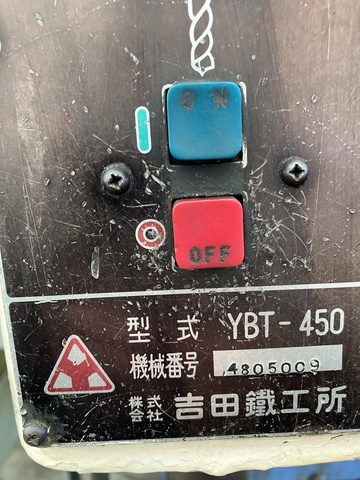 ON
OFF
型式 YBT-450
機械番号 4805009
株式会社 吉田鐵工所